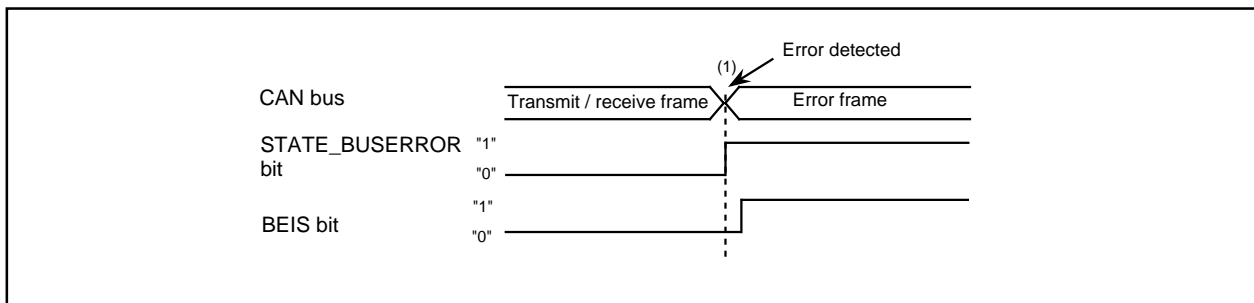 Error detected
(1)
CAN bus
Transmit / receive frame
Error frame
STATE_BUSERROR
bit
"1"
"0"
BEIS bit
"1"
"0"